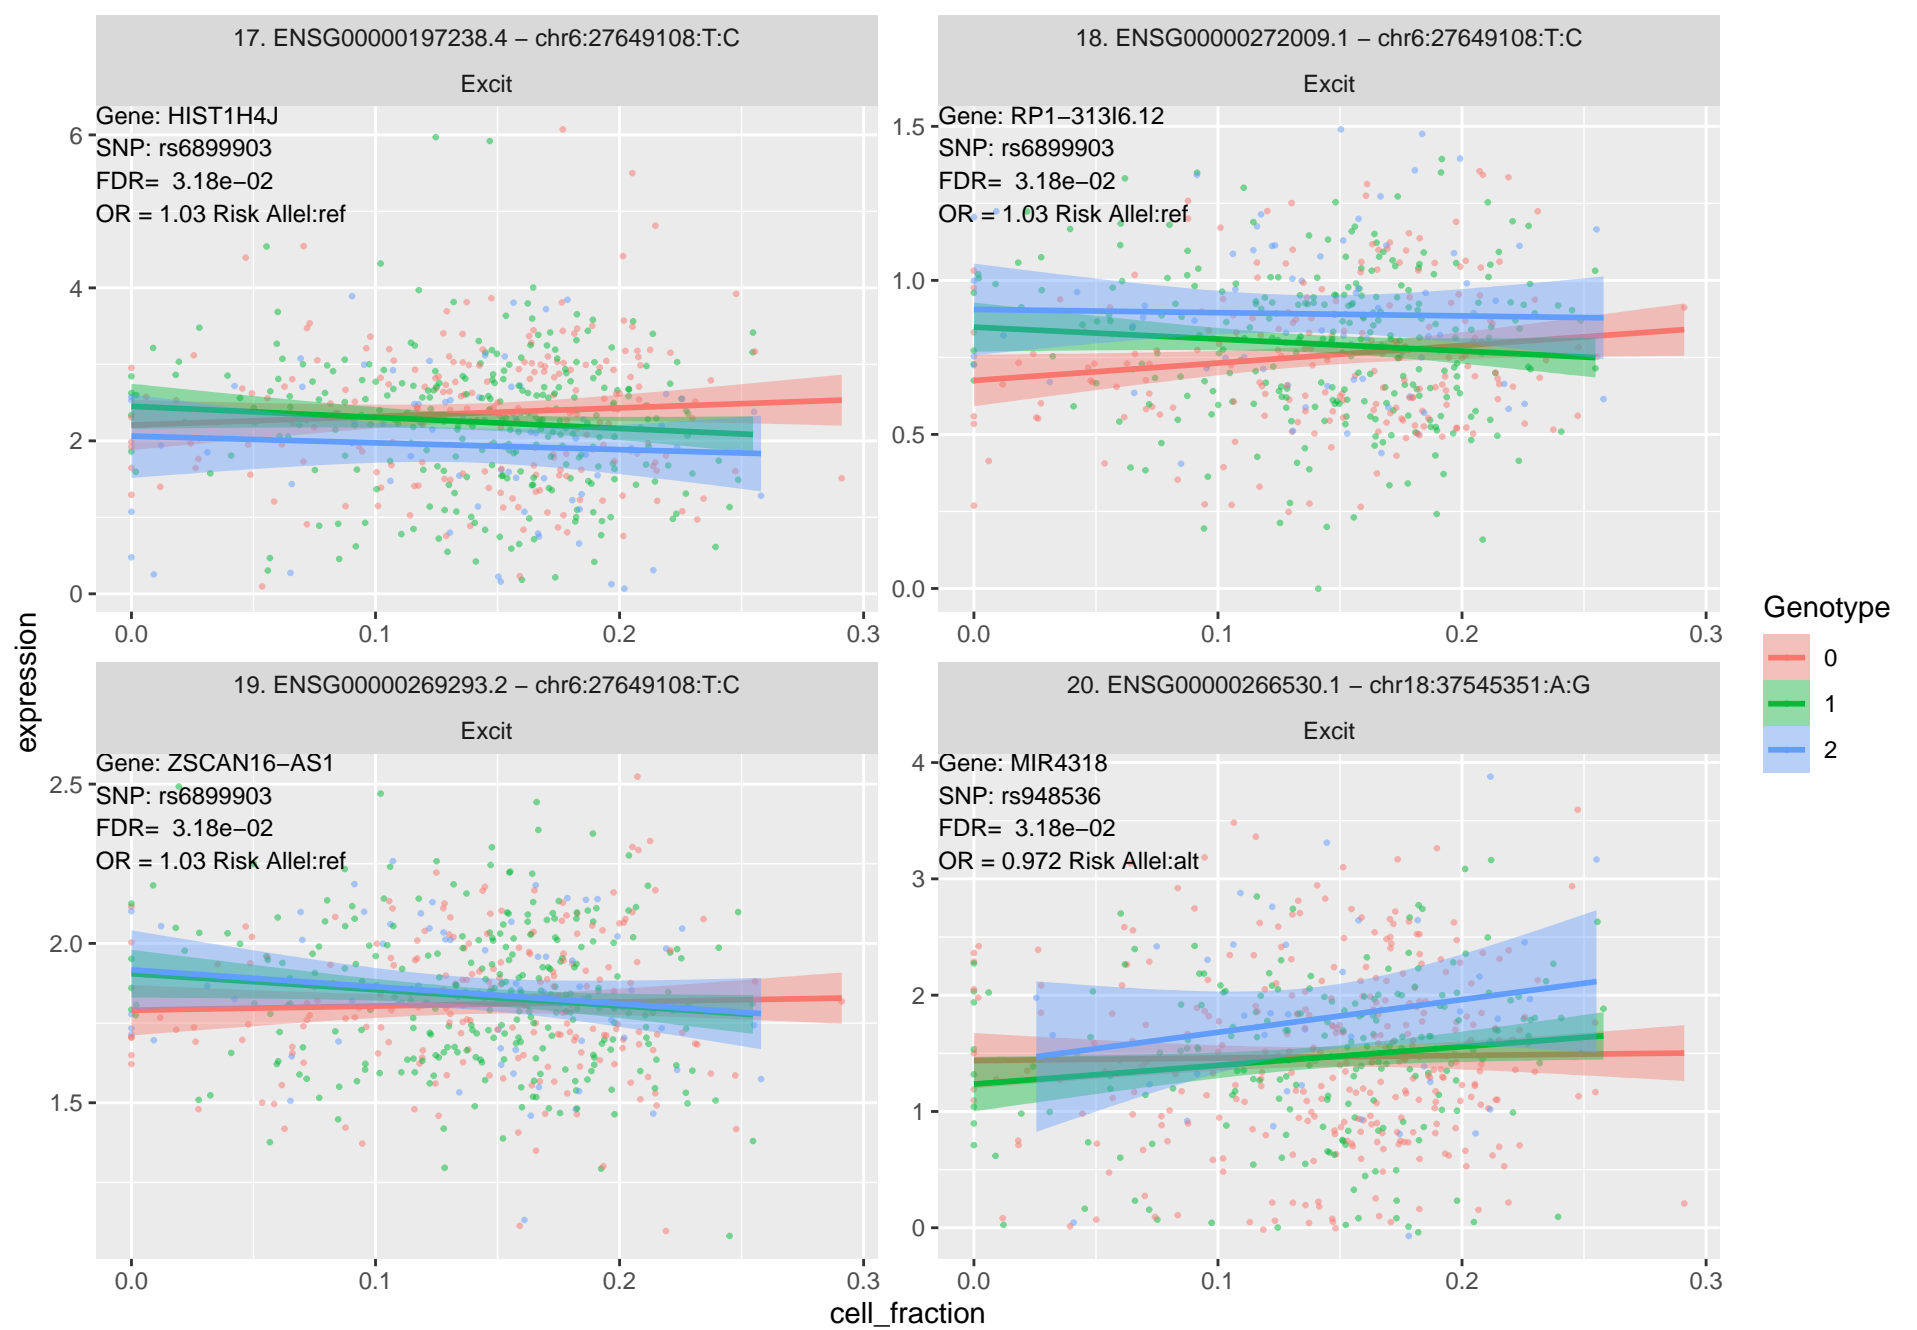 17. ENSG00000197238.4 − chr6:27649108:T:C
Excit
Gene: HIST1H4J
SNP: rs6899903
FDR=  3.18e−02
OR = 1.03 Risk Allel:ref
6
4
2
0
0.0
0.1
0.2
0.3
18. ENSG00000272009.1 − chr6:27649108:T:C
Excit
Gene: RP1−313I6.12
SNP: rs6899903
FDR=  3.18e−02
OR = 1.03 Risk Allel:ref
1.5
1.0
0.5
0.0
0.0
0.1
0.2
0.3
19. ENSG00000269293.2 − chr6:27649108:T:C
Excit
Gene: ZSCAN16−AS1
SNP: rs6899903
FDR=  3.18e−02
OR = 1.03 Risk Allel:ref
2.5
2.0
1.5
0.0
0.1
0.2
0.3
20. ENSG00000266530.1 − chr18:37545351:A:G
Excit
Gene: MIR4318
SNP: rs948536
FDR=  3.18e−02
OR = 0.972 Risk Allel:alt
4
3
2
1
0
0.0
0.1
0.2
0.3
expression
cell_fraction
Genotype
0
1
2